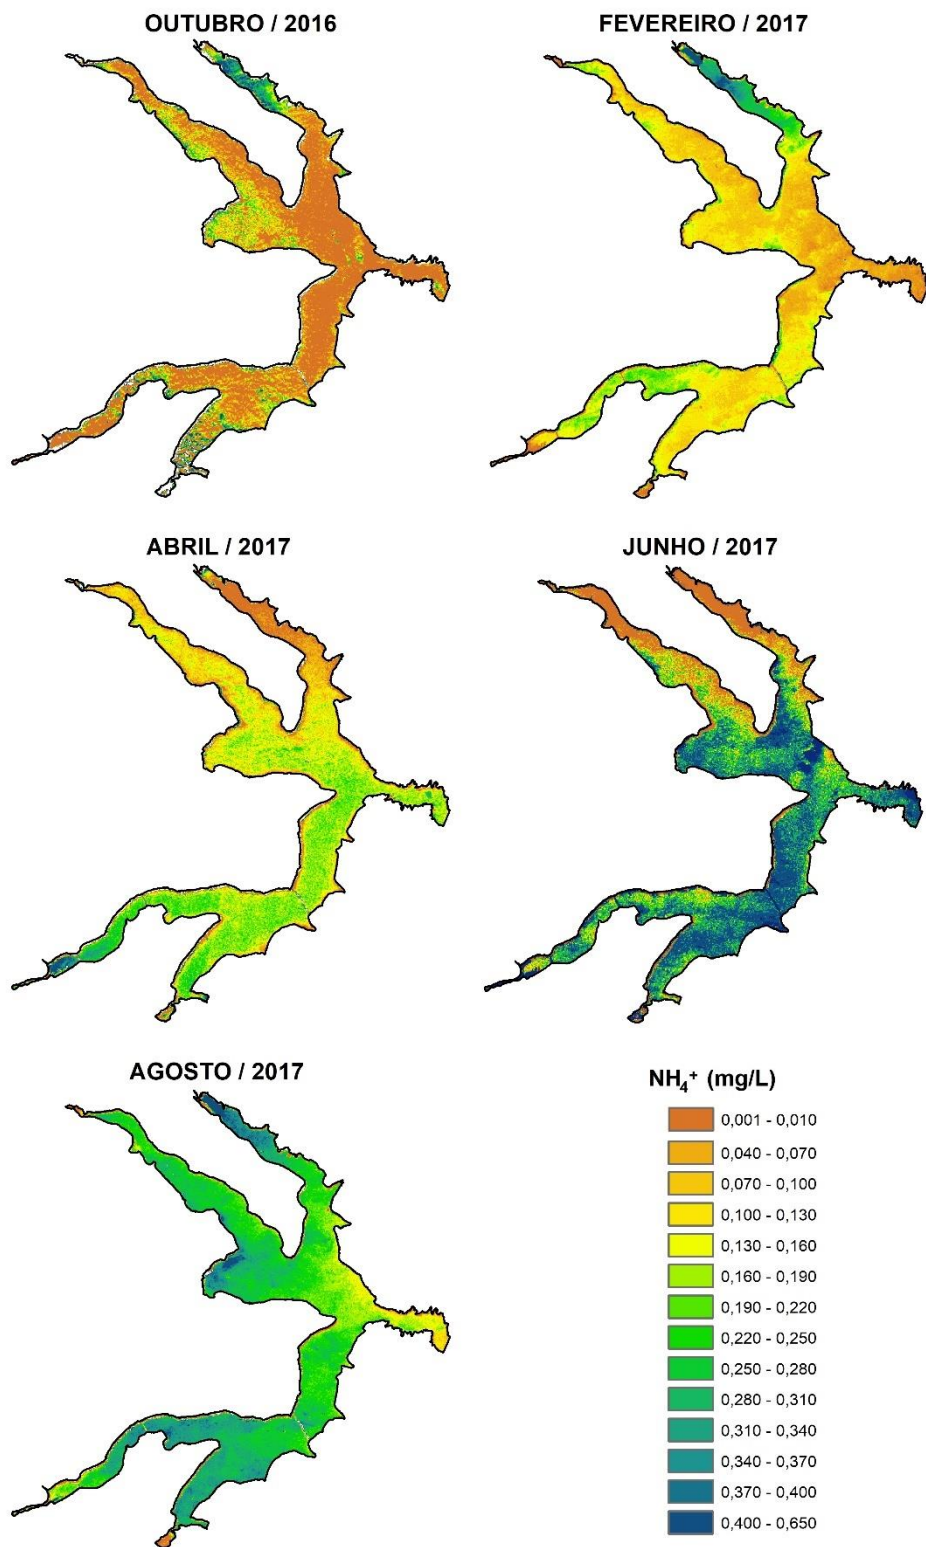 OUTUBRO / 2016
FEVEREIRO / 2017
ABRIL / 2017
JUNHO / 2017
AGOSTO / 2017
NH₄⁺ (mg/L)
0,001 - 0,010
0,040 - 0,070
0,070 - 0,100
0,100 - 0,130
0,130 - 0,160
0,160 - 0,190
0,190 - 0,220
0,220 - 0,250
0,250 - 0,280
0,280 - 0,310
0,310 - 0,340
0,340 - 0,370
0,370 - 0,400
0,400 - 0,650